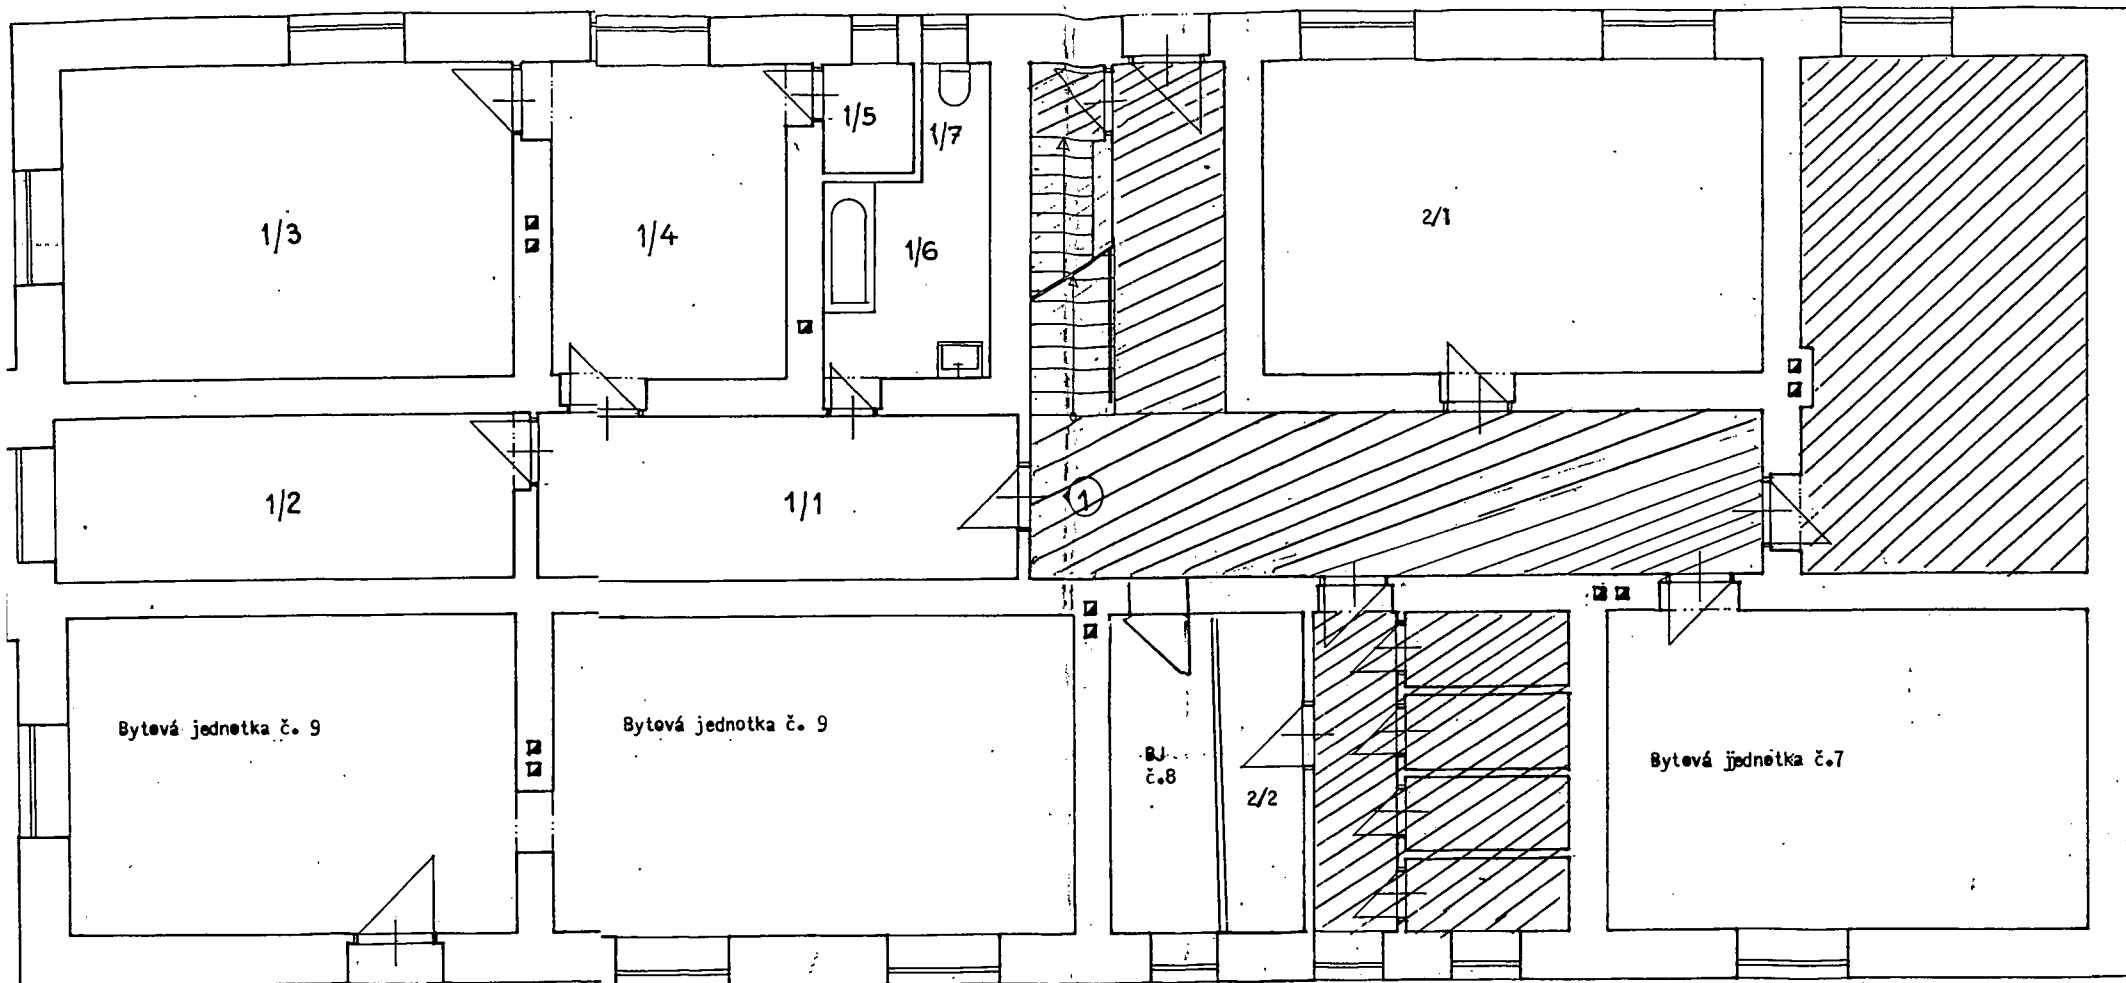 1/5
1/7
1/3
1/4
1/6
2/1
1/2
1/1
1
Bytová jednotka č. 9
Bytová jednotka č. 9
BJ
č.8
2/2
Bytová jednotka č.7